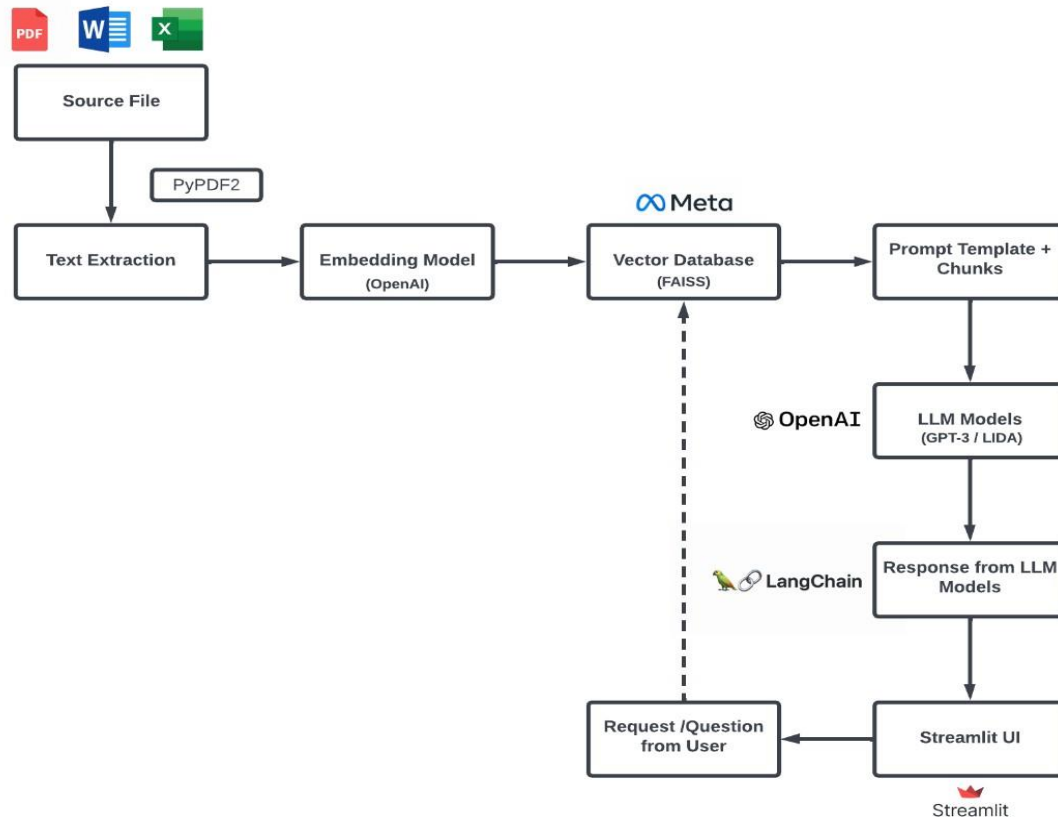 PDF
W
X
Source File
PyPDF2
Meta
Text Extraction
Embedding Model
(OpenAI)
Vector Database
(FAISS)
Prompt Template +
Chunks
OpenAI
LLM Models
(GPT-3 / LIDA)
LangChain
Response from LLM
Models
Request /Question
from User
Streamlit UI
Streamlit